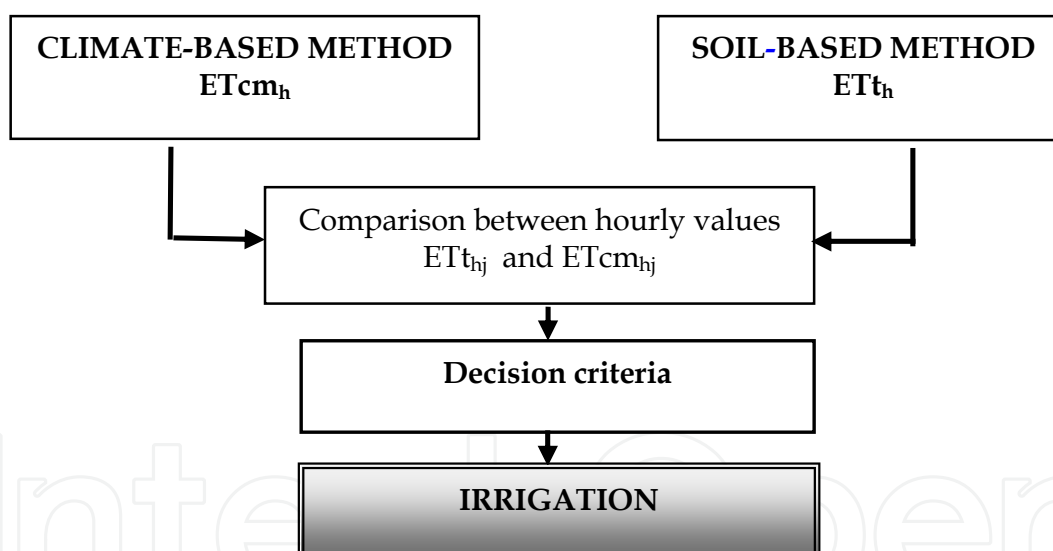 CLIMATE-BASED METHOD
ETcmₕ
SOIL-BASED METHOD
ETtₕ
Comparison between hourly values
ETtₕⱼ and ETcmₕⱼ
Decision criteria
IRRIGATION